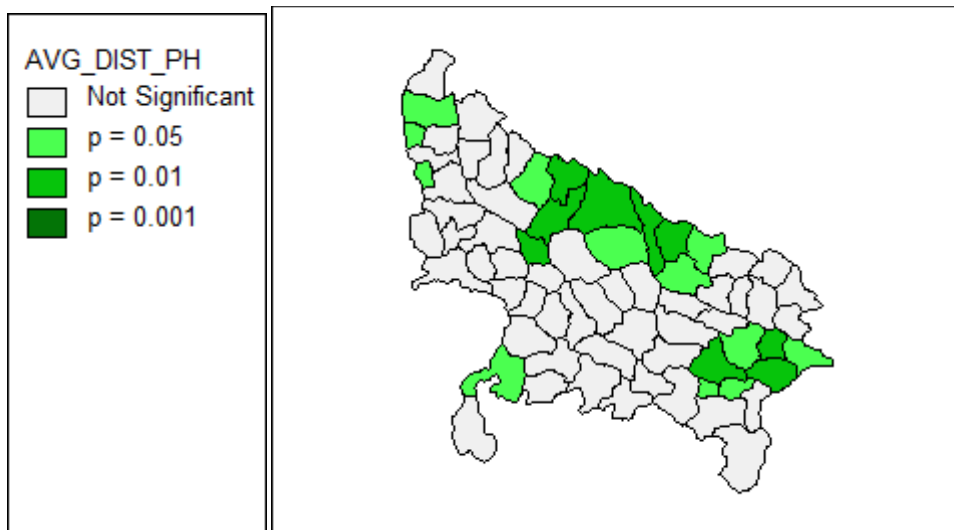 AVG_DIST_PH
Not Significant
p = 0.05
p = 0.01
p = 0.001